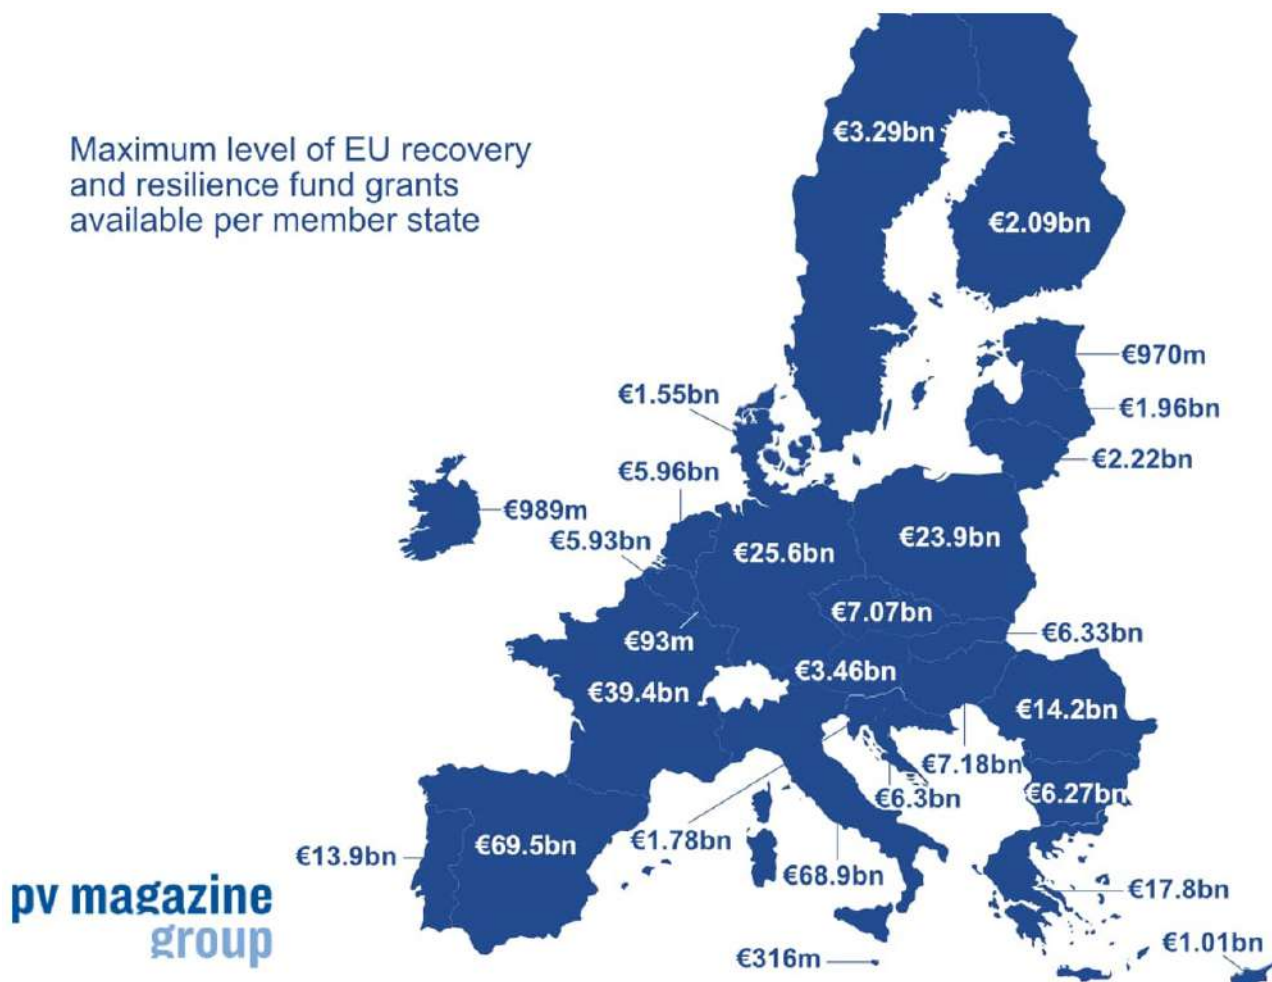 Maximum level of EU recovery
and resilience fund grants
available per member state
€3.29bn
€2.09bn
€970m
€1.55bn
€1.96bn
€2.22bn
€5.96bn
€989m
€5.93bn
€25.6bn
€23.9bn
€7.07bn
€93m
€6.33bn
€3.46bn
€39.4bn
€14.2bn
€7.18bn
€6.3bn
€6.27bn
€1.78bn
€69.5bn
€13.9bn
€68.9bn
€17.8bn
€1.01bn
€316m
pv magazine
group